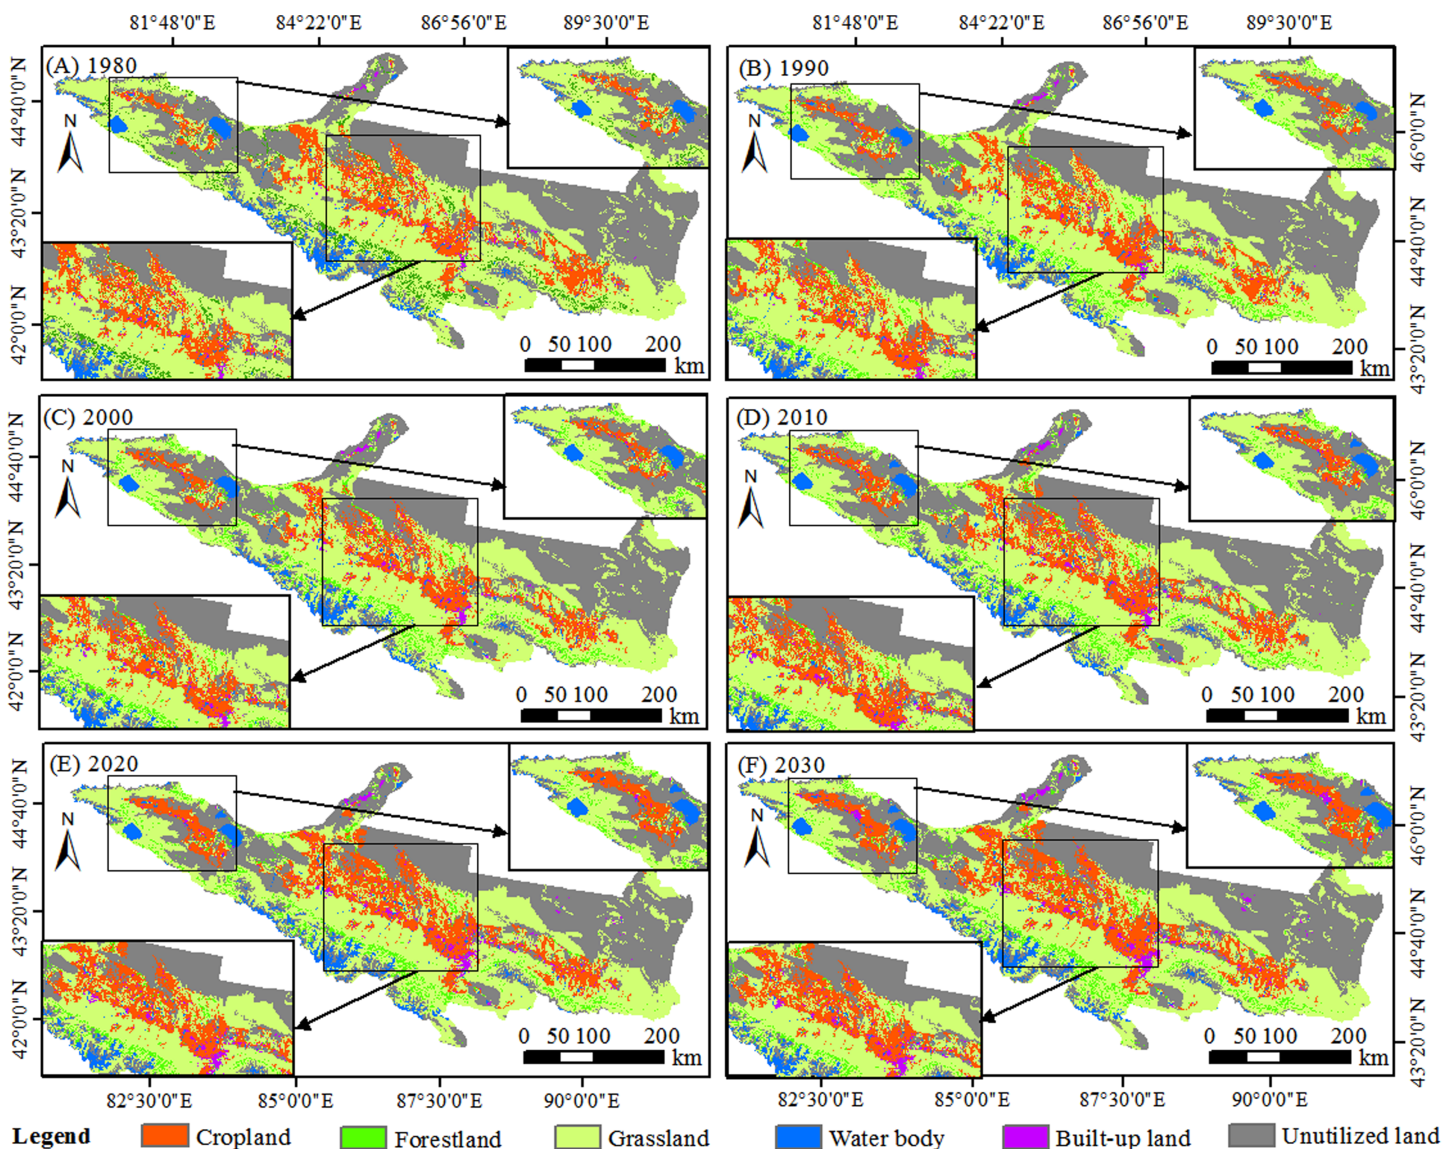 81°48'0"E 84°22'0"E 86°56'0"E 89°30'0"E 81°48'0"E 84°22'0"E 86°56'0"E 89°30'0"E
(A) 1980
N
0 50 100 200
km
44°40'0"N
43°20'0"N
42°0'0"N
(B) 1990
N
0 50 100 200
km
46°0'0"N
44°40'0"N
43°20'0"N
(C) 2000
N
0 50 100 200
km
44°40'0"N
43°20'0"N
42°0'0"N
(D) 2010
N
0 50 100 200
km
46°0'0"N
44°40'0"N
43°20'0"N
(E) 2020
N
0 50 100 200
km
44°40'0"N
43°20'0"N
42°0'0"N
(F) 2030
N
0 50 100 200
km
46°0'0"N
44°40'0"N
43°20'0"N
82°30'0"E 85°0'0"E 87°30'0"E 90°0'0"E 82°30'0"E 85°0'0"E 87°30'0"E 90°0'0"E
Legend Cropland Forestland Grassland Water body Built-up land Unutilized land